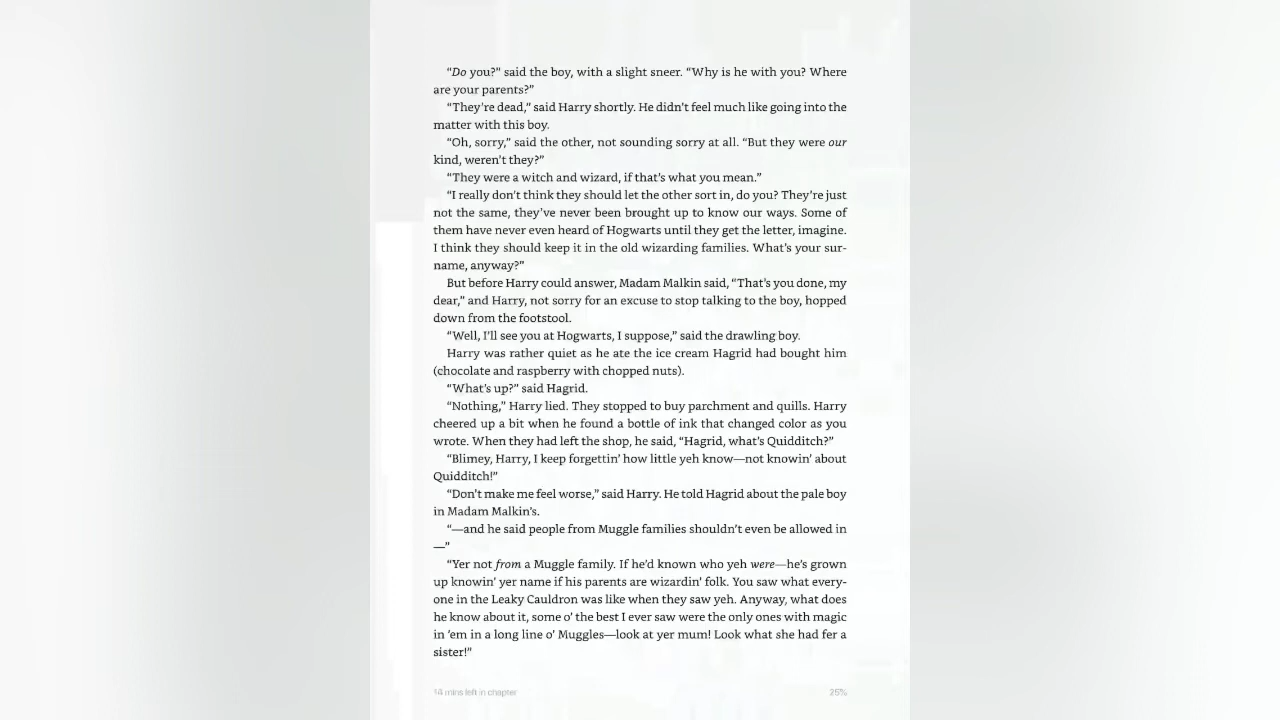 “Do you?” said the boy, with a slight sneer. “Why is he with you? Where
are your parents?”
“They’re dead,” said Harry shortly. He didn’t feel much like going into the
matter with this boy.
“Oh, sorry,” said the other, not sounding sorry at all. “But they were our
kind, weren’t they?”
“They were a witch and wizard, if that’s what you mean.”
“I really don’t think they should let the other sort in, do you? They’re just
not the same, they’ve never been brought up to know our ways. Some of
them have never even heard of Hogwarts until they get the letter, imagine.
I think they should keep it in the old wizarding families. What’s your sur-
name, anyway?”
But before Harry could answer, Madam Malkin said, “That’s you done, my
dear,” and Harry, not sorry for an excuse to stop talking to the boy, hopped
down from the footstool.
“Well, I’ll see you at Hogwarts, I suppose,” said the drawling boy.
Harry was rather quiet as he ate the ice cream Hagrid had bought him
(chocolate and raspberry with chopped nuts).
“What’s up?” said Hagrid.
“Nothing,” Harry lied. They stopped to buy parchment and quills. Harry
cheered up a bit when he found a bottle of ink that changed color as you
wrote. When they had left the shop, he said, “Hagrid, what’s Quidditch?”
“Blimey, Harry, I keep forgettin’ how little yeh know—not knowin’ about
Quidditch!”
“Don’t make me feel worse,” said Harry. He told Hagrid about the pale boy
in Madam Malkin’s.
“—and he said people from Muggle families shouldn’t even be allowed in
—”
“Yer not from a Muggle family. If he’d known who yeh were—he’s grown
up knowin’ yer name if his parents are wizardin’ folk. You saw what every-
one in the Leaky Cauldron was like when they saw yeh. Anyway, what does
he know about it, some o’ the best I ever saw were the only ones with magic
in ’em in a long line o’ Muggles—look at yer mum! Look what she had fer a
sister!”
14 mins left in chapter
25%